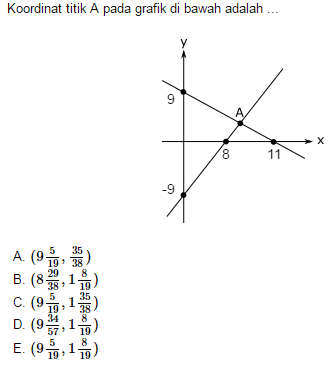 Koordinat titik A pada grafik di bawah adalah ...
y
9
A
x
8
11
-9
A. (9 5/19, 35/38)
B. (8 29/38, 1 8/19)
C. (9 5/19, 1 35/38)
D. (9 34/57, 1 8/19)
E. (9 5/19, 1 8/19)